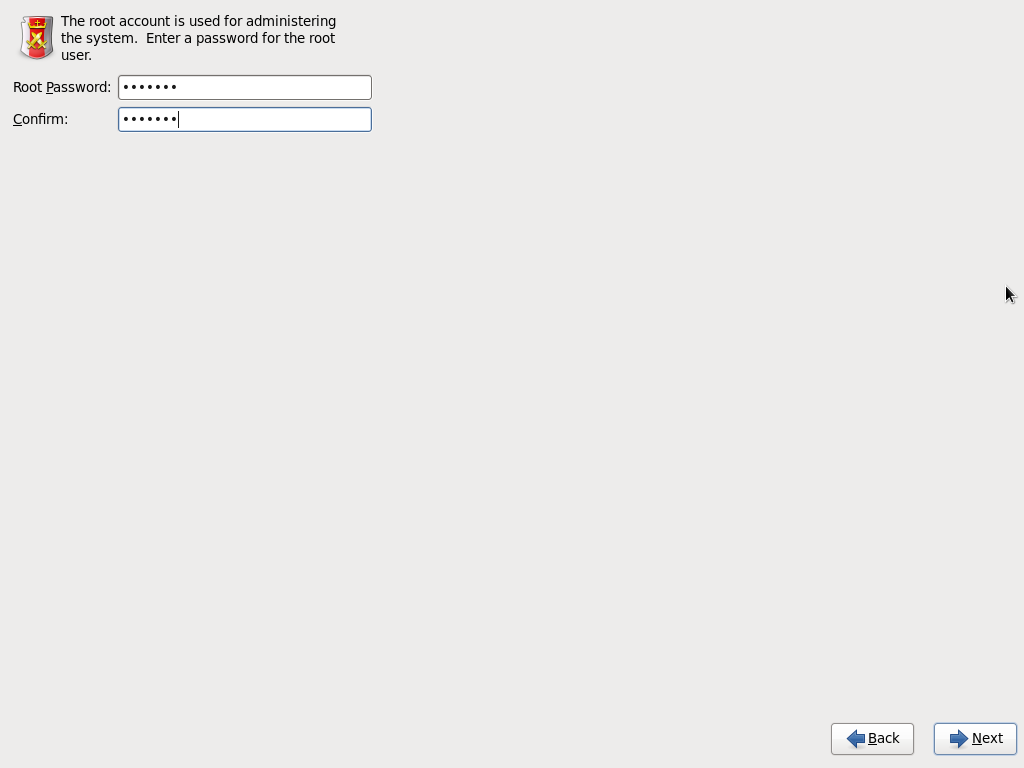 The root account is used for administering
the system.  Enter a password for the root
user.
Root Password: •••••••
Confirm: •••••••
Back
Next